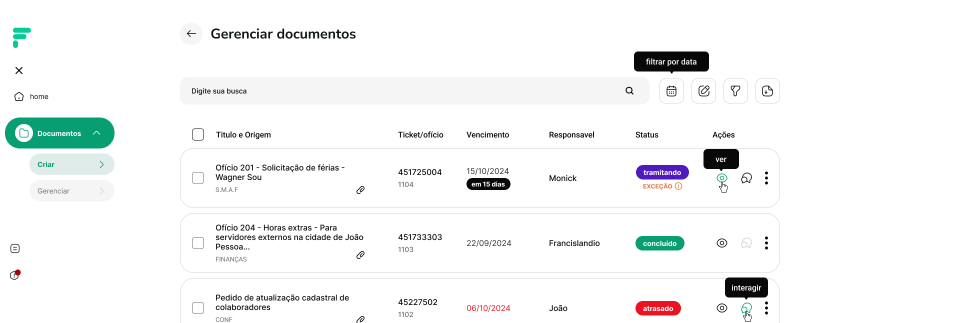 Gerenciar documentos
filtrar por data
Digite sua busca
home
Documentos
Criar
Gerenciar
Titulo e Origem Ticket/ofício Vencimento Responsavel Status Ações
ver
Ofício 201 - Solicitação de férias -
Wagner Sou
S.M.A.F
451725004
1104
15/10/2024
em 15 dias
Monick
tramitando
EXCEÇÃO
Ofício 204 - Horas extras - Para
servidores externos na cidade de João
Pessoa...
FINANÇAS
451733303
1103
22/09/2024
Francislandio
concluído
interagir
Pedido de atualização cadastral de
colaboradores
CONF
45227502
1102
06/10/2024
João
atrasado